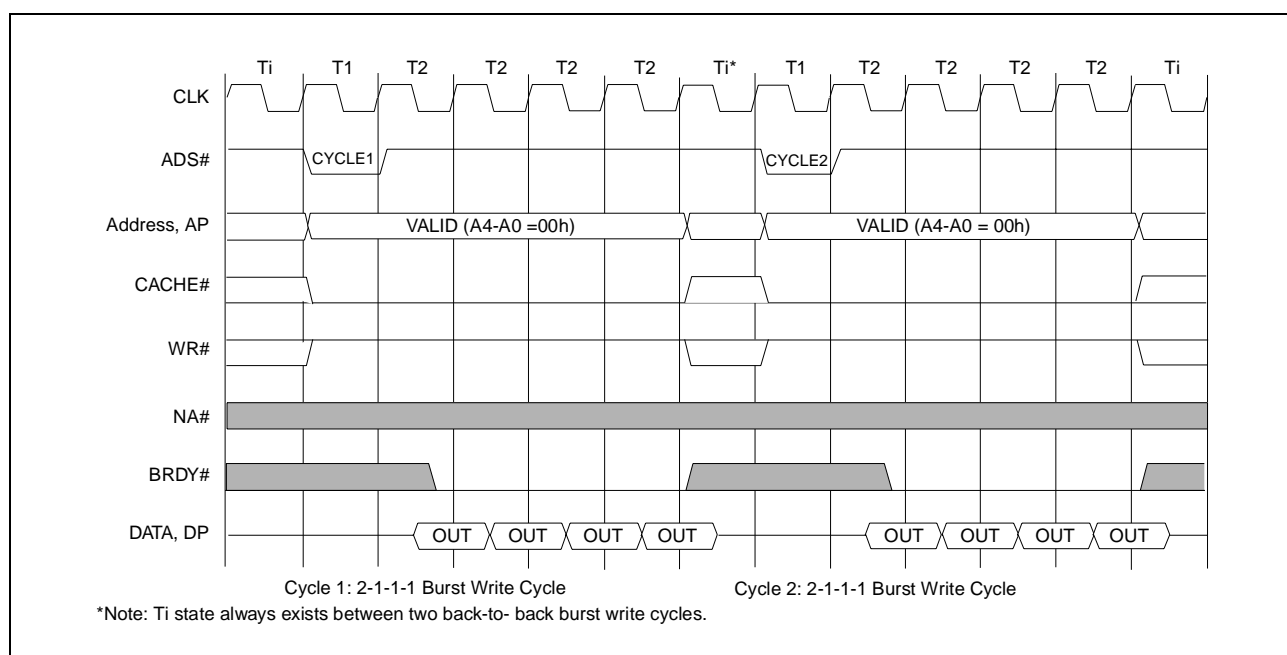 Ti T1 T2 T2 T2 T2 Ti* T1 T2 T2 T2 T2 Ti
CLK
ADS# CYCLE1 CYCLE2
Address, AP VALID (A4-A0 =00h) VALID (A4-A0 = 00h)
CACHE#
WR#
NA#
BRDY#
DATA, DP OUT OUT OUT OUT OUT OUT OUT OUT
Cycle 1: 2-1-1-1 Burst Write Cycle Cycle 2: 2-1-1-1 Burst Write Cycle
*Note: Ti state always exists between two back-to- back burst write cycles.